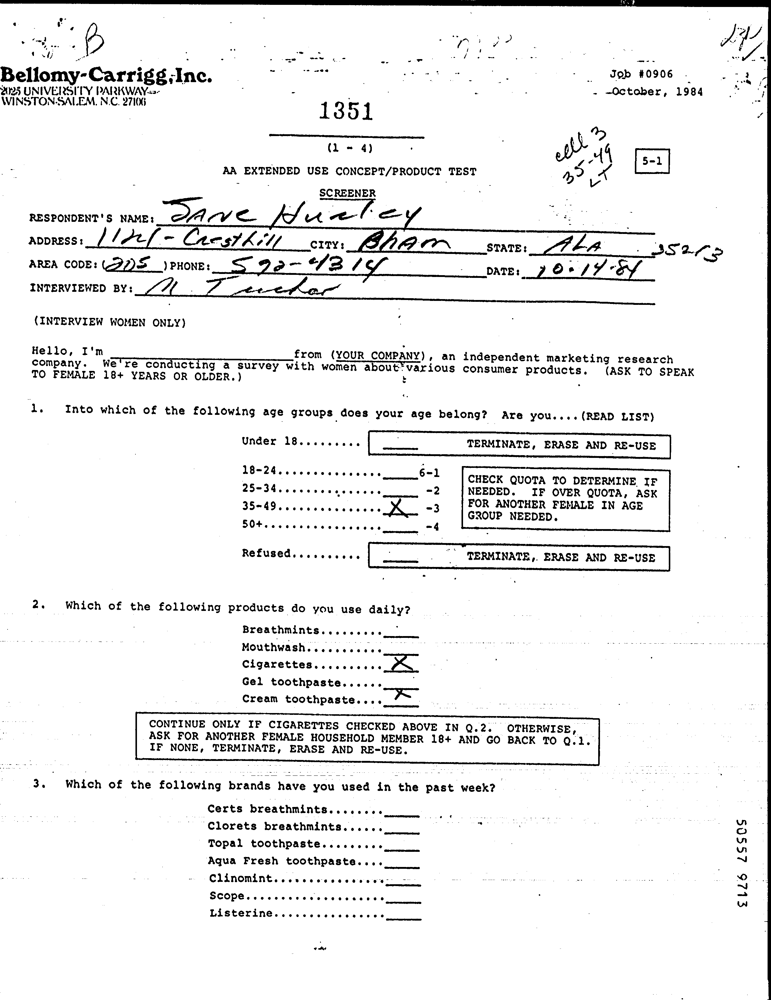 B
Bellomy-Carrigg, Inc.
2025 UNIVERSITY PARKWAY
WINSTON-SALEM, N.C. 27106
Job #0906
October, 1984
1351
(1 - 4)
cell 3
35-49
LT
5-1
AA EXTENDED USE CONCEPT/PRODUCT TEST
SCREENER
RESPONDENT'S NAME: JANE Hurley
ADDRESS: 1121-Cresthill CITY: Bham STATE: ALA 35213
AREA CODE: (205) PHONE: 592-4314 DATE: 10-14-84
INTERVIEWED BY: M Tucker
(INTERVIEW WOMEN ONLY)
Hello, I'm ____________ from (YOUR COMPANY), an independent marketing research
company. We're conducting a survey with women about various consumer products. (ASK TO SPEAK
TO FEMALE 18+ YEARS OR OLDER.)
1. Into which of the following age groups does your age belong? Are you....(READ LIST)
Under 18......... ____ TERMINATE, ERASE AND RE-USE
18-24............... ____6-1
25-34............... ____ -2
35-49............... X -3
50+................. ____ -4
CHECK QUOTA TO DETERMINE IF
NEEDED. IF OVER QUOTA, ASK
FOR ANOTHER FEMALE IN AGE
GROUP NEEDED.
Refused.......... ____ TERMINATE, ERASE AND RE-USE
2. Which of the following products do you use daily?
Breathmints......... ____
Mouthwash........... ____
Cigarettes.......... X
Gel toothpaste...... ____
Cream toothpaste.... X
CONTINUE ONLY IF CIGARETTES CHECKED ABOVE IN Q.2. OTHERWISE,
ASK FOR ANOTHER FEMALE HOUSEHOLD MEMBER 18+ AND GO BACK TO Q.1.
IF NONE, TERMINATE, ERASE AND RE-USE.
3. Which of the following brands have you used in the past week?
Certs breathmints........ ____
Clorets breathmints...... ____
Topal toothpaste......... ____
Aqua Fresh toothpaste.... ____
Clinomint................ ____
Scope.................... ____
Listerine................ ____
50557 9713